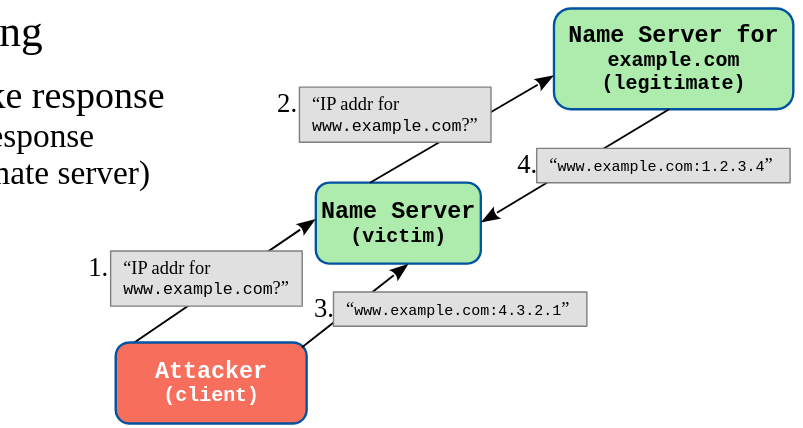 ng
ke response
esponse
nate server)
Name Server for
example.com
(legitimate)
2.
“IP addr for
www.example.com?”
4.
“www.example.com:1.2.3.4”
Name Server
(victim)
1.
“IP addr for
www.example.com?”
3.
“www.example.com:4.3.2.1”
Attacker
(client)